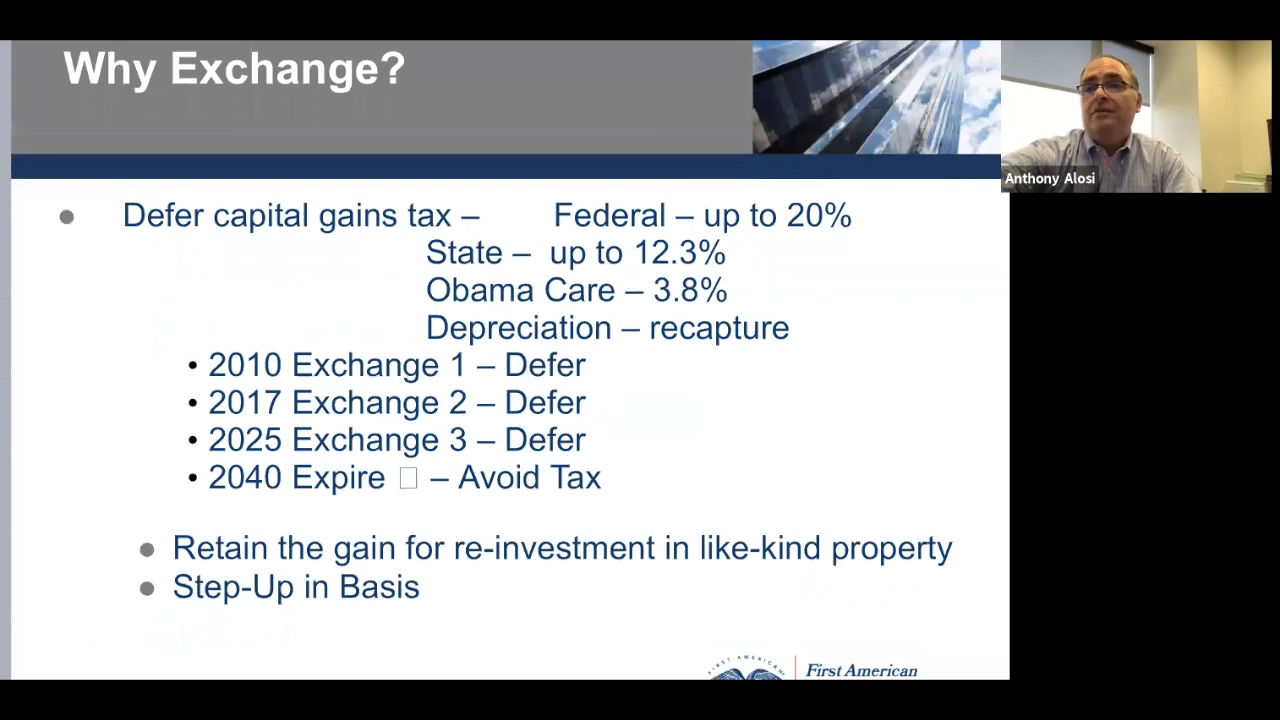 Why Exchange?
Anthony Alosi
● Defer capital gains tax – Federal – up to 20%
State – up to 12.3%
Obama Care – 3.8%
Depreciation – recapture
• 2010 Exchange 1 – Defer
• 2017 Exchange 2 – Defer
• 2025 Exchange 3 – Defer
• 2040 Expire □ – Avoid Tax
● Retain the gain for re-investment in like-kind property
● Step-Up in Basis
FIRST AMERICAN
First American